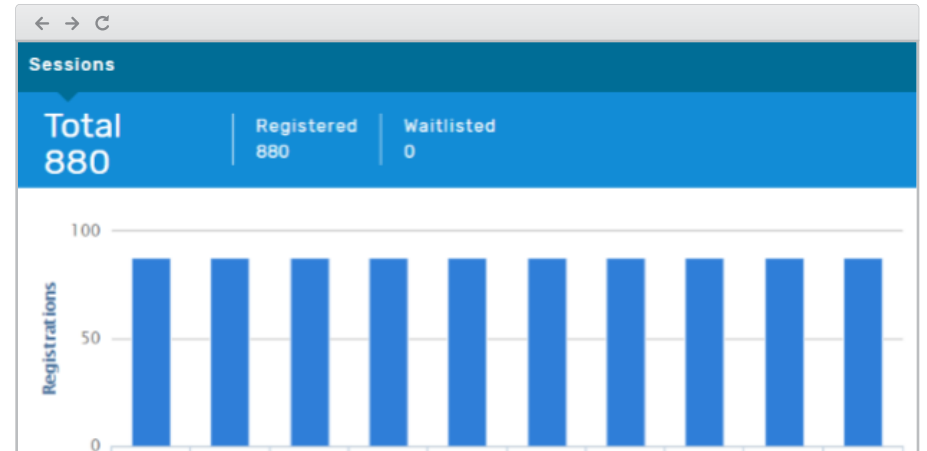 Sessions
Total
880
Registered
880
Waitlisted
0
100
50
0
Registrations